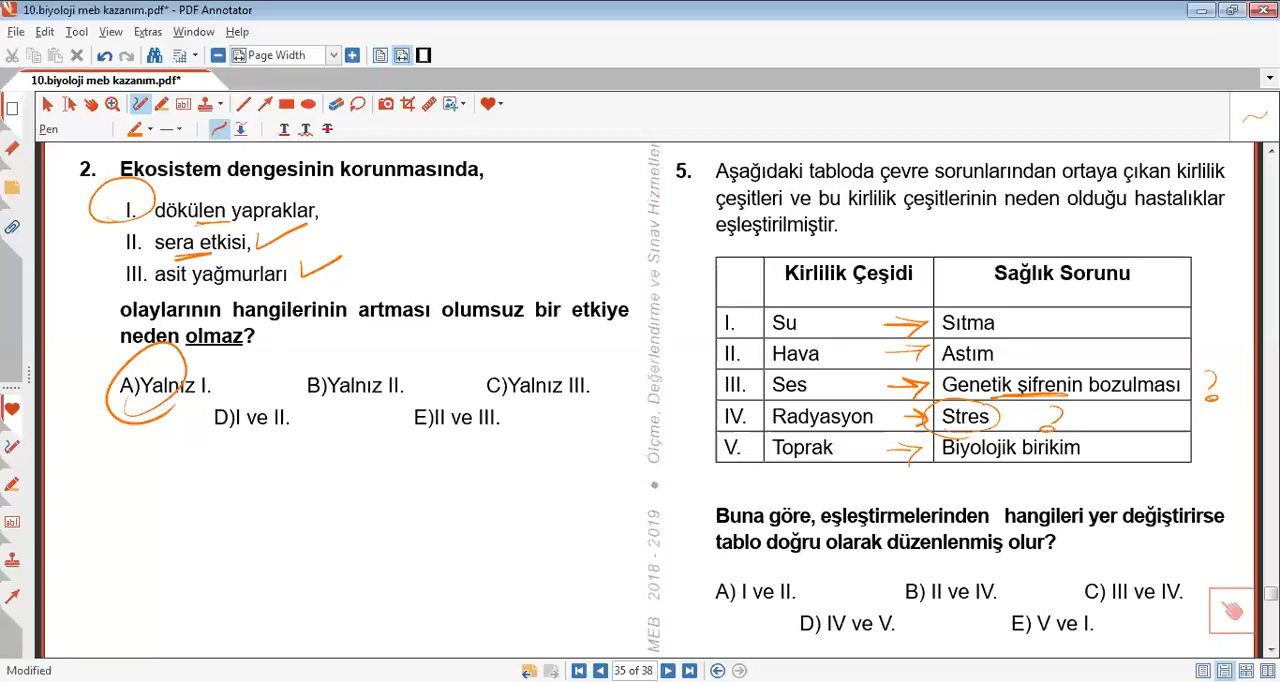 10.biyoloji meb kazanım.pdf* - PDF Annotator
File Edit Tool View Extras Window Help
Page Width
10.biyoloji meb kazanım.pdf*
Pen
2. Ekosistem dengesinin korunmasında,
I. dökülen yapraklar,
II. sera etkisi,
III. asit yağmurları
olaylarının hangilerinin artması olumsuz bir etkiye
neden olmaz?
A)Yalnız I. B)Yalnız II. C)Yalnız III.
D)I ve II. E)II ve III.
MEB 2018 - 2019 • Ölçme, Değerlendirme ve Sınav Hizmetler
5. Aşağıdaki tabloda çevre sorunlarından ortaya çıkan kirlilik
çeşitleri ve bu kirlilik çeşitlerinin neden olduğu hastalıklar
eşleştirilmiştir.
Kirlilik Çeşidi Sağlık Sorunu
I. Su Sıtma
II. Hava Astım
III. Ses Genetik şifrenin bozulması ?
IV. Radyasyon Stres ?
V. Toprak Biyolojik birikim
Buna göre, eşleştirmelerinden hangileri yer değiştirirse
tablo doğru olarak düzenlenmiş olur?
A) I ve II. B) II ve IV. C) III ve IV.
D) IV ve V. E) V ve I.
Modified 35 of 38